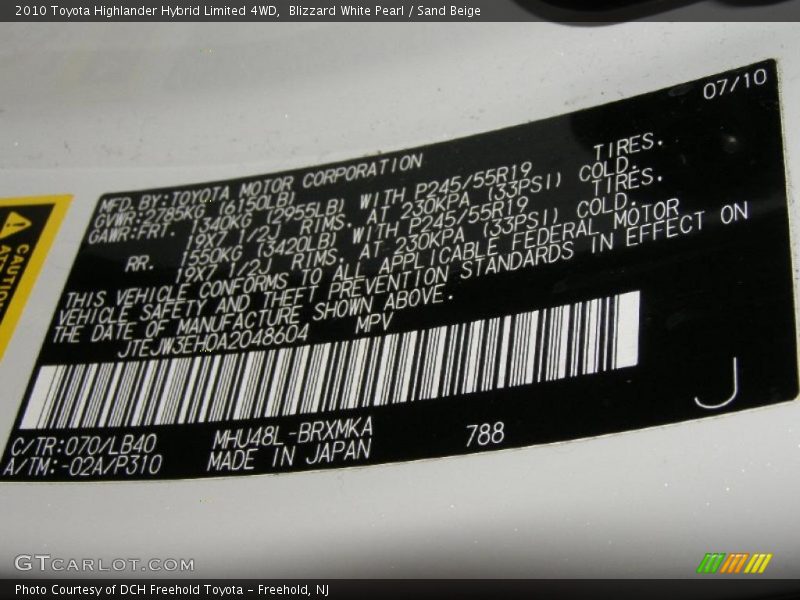 2010 Toyota Highlander Hybrid Limited 4WD,  Blizzard White Pearl / Sand Beige
07/10
MFD.BY:TOYOTA MOTOR CORPORATION
GVWR:2785KG (6150LB)
GAWR:FRT. 1340KG (2955LB) WITH P245/55R19 TIRES.
19X7 1/2J RIMS. AT 230KPA (33PSI) COLD.
RR. 1550KG (3420LB) WITH P245/55R19 TIRES.
19X7 1/2J RIMS. AT 230KPA (33PSI) COLD.
THIS VEHICLE CONFORMS TO ALL APPLICABLE FEDERAL MOTOR
VEHICLE SAFETY AND THEFT PREVENTION STANDARDS IN EFFECT ON
THE DATE OF MANUFACTURE SHOWN ABOVE.
JTEJW3EH0A2048604 MPV
C/TR:070/LB40 MHU48L-BRXMKA 788
A/TM:-02A/P310 MADE IN JAPAN
J
CAUTION
GTCARLOT.COM
Photo Courtesy of DCH Freehold Toyota - Freehold, NJ